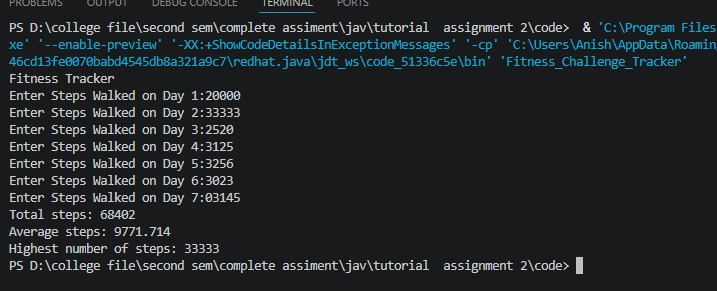 PROBLEMS OUTPUT DEBUG CONSOLE TERMINAL PORTS
PS D:\college file\second sem\complete assiment\jav\tutorial  assignment 2\code>  & 'C:\Program Files
xe' '--enable-preview' '-XX:+ShowCodeDetailsInExceptionMessages' '-cp' 'C:\Users\Anish\AppData\Roamin
46cd13fe0070babd4545db8a321a9c7\redhat.java\jdt_ws\code_51336c5e\bin' 'Fitness_Challenge_Tracker'
Fitness Tracker
Enter Steps Walked on Day 1:20000
Enter Steps Walked on Day 2:33333
Enter Steps Walked on Day 3:2520
Enter Steps Walked on Day 4:3125
Enter Steps Walked on Day 5:3256
Enter Steps Walked on Day 6:3023
Enter Steps Walked on Day 7:03145
Total steps: 68402
Average steps: 9771.714
Highest number of steps: 33333
PS D:\college file\second sem\complete assiment\jav\tutorial  assignment 2\code>